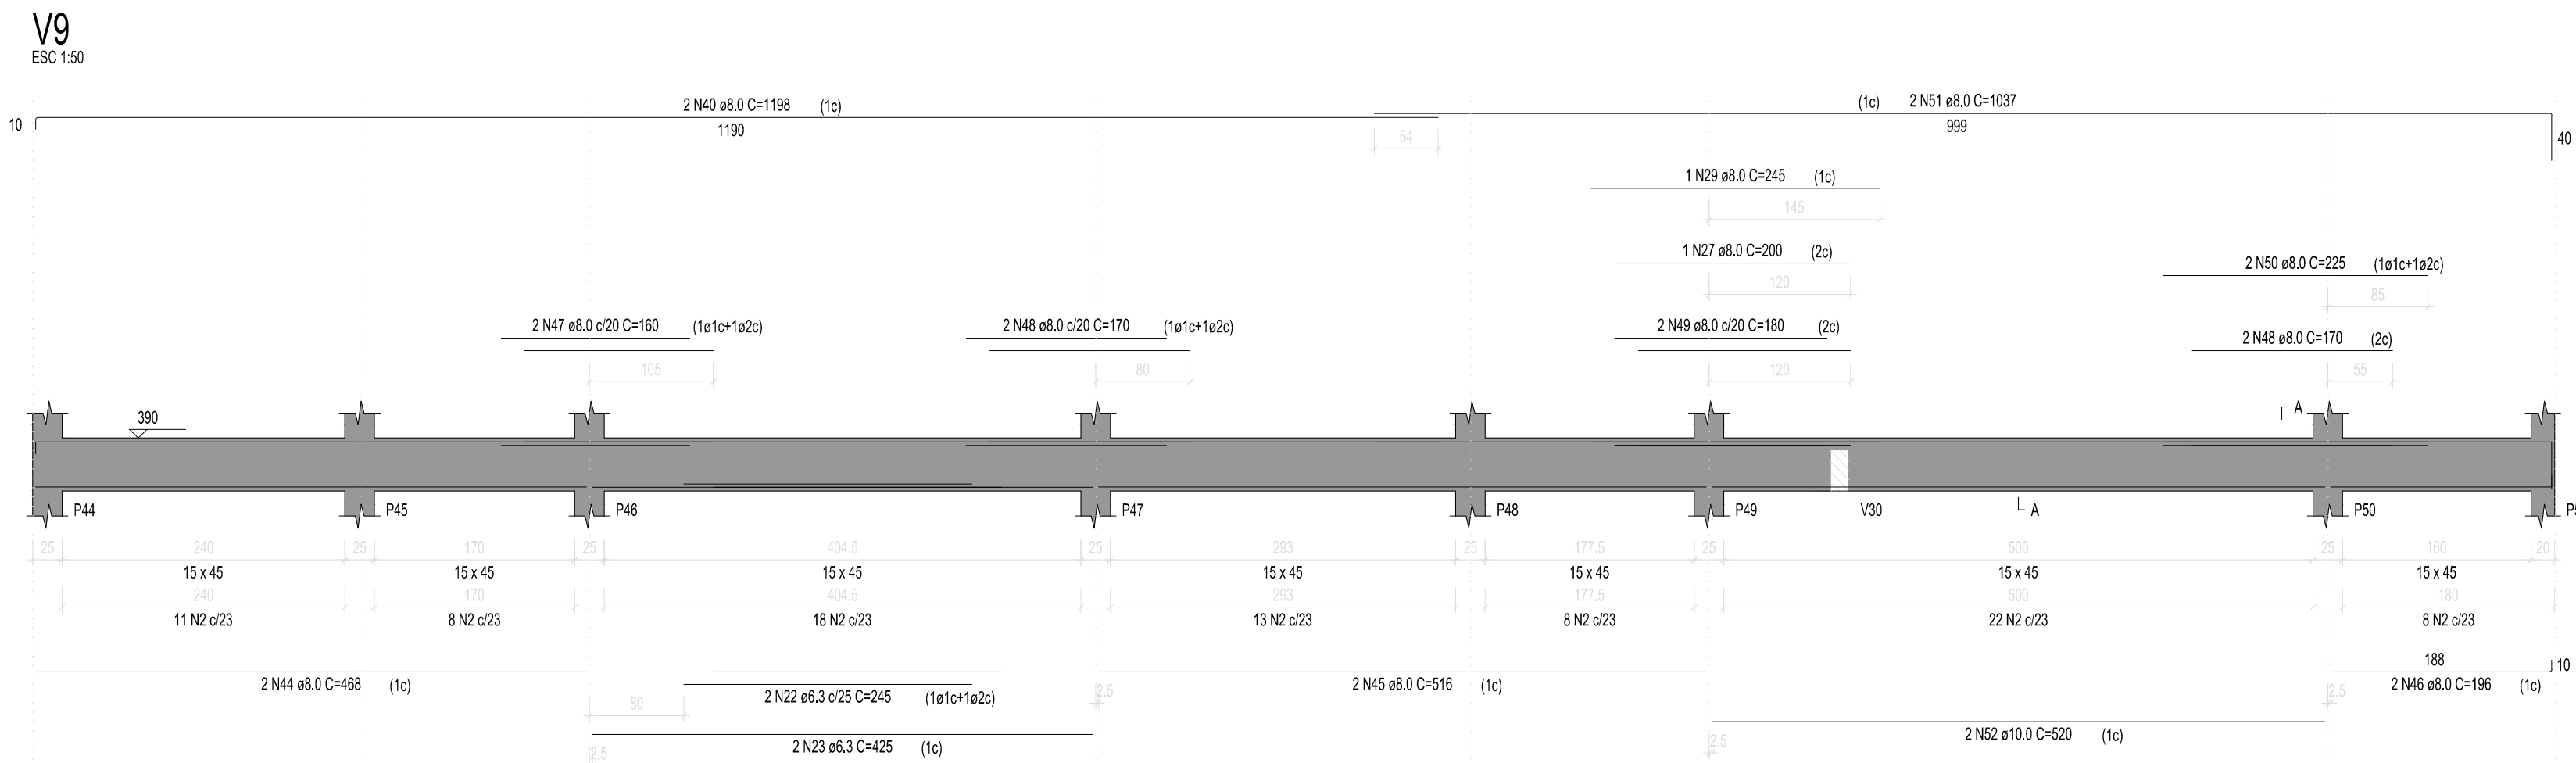 V9
ESC 1:50
2 N40 ø8.0 C=1198 (1c)
(1c) 2 N51 ø8.0 C=1037
10
1190
999
40
54
1 N29 ø8.0 C=245 (1c)
145
1 N27 ø8.0 C=200 (2c)
120
2 N50 ø8.0 C=225 (1ø1c+1ø2c)
85
2 N47 ø8.0 c/20 C=160 (1ø1c+1ø2c)
2 N48 ø8.0 c/20 C=170 (1ø1c+1ø2c)
2 N49 ø8.0 c/20 C=180 (2c)
2 N48 ø8.0 C=170 (2c)
105
80
120
55
390
A
P44
P45
P46
P47
P48
P49
V30
A
P50
25 240 25 170 25 404.5 25 293 25 177.5 25 500 25 160 20
15 x 45 15 x 45 15 x 45 15 x 45 15 x 45 15 x 45 15 x 45
240 170 404.5 293 177.5 500 180
11 N2 c/23 8 N2 c/23 18 N2 c/23 13 N2 c/23 8 N2 c/23 22 N2 c/23 8 N2 c/23
188
10
2 N44 ø8.0 C=468 (1c)
2 N22 ø6.3 c/25 C=245 (1ø1c+1ø2c)
2.5
2 N45 ø8.0 C=516 (1c)
2.5
2 N46 ø8.0 C=196 (1c)
80
2 N23 ø6.3 C=425 (1c)
2.5
2 N52 ø10.0 C=520 (1c)
2.5